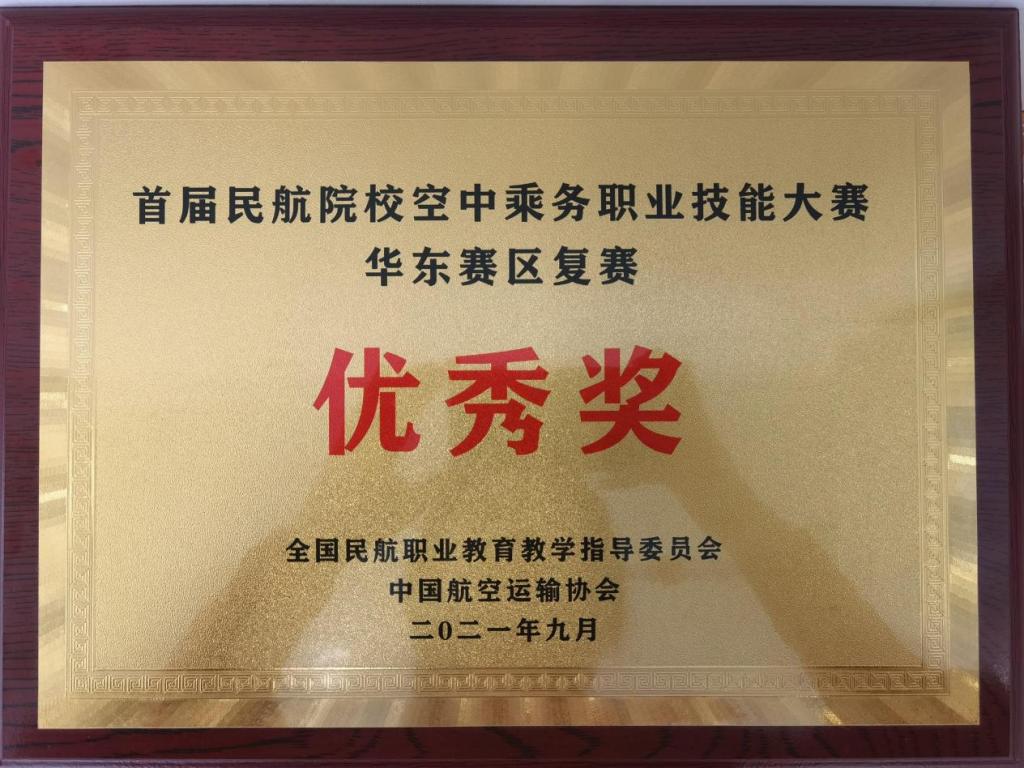 首届民航院校空中乘务职业技能大赛
华东赛区复赛
优秀奖
全国民航职业教育教学指导委员会
中国航空运输协会
二0二一年九月